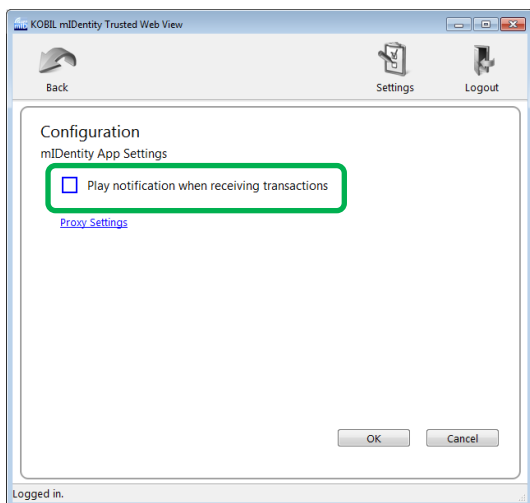 KOBIL mIDentity Trusted Web View
Back
Settings
Logout
Configuration
mIDentity App Settings
Play notification when receiving transactions
Proxy Settings
OK
Cancel
Logged in.